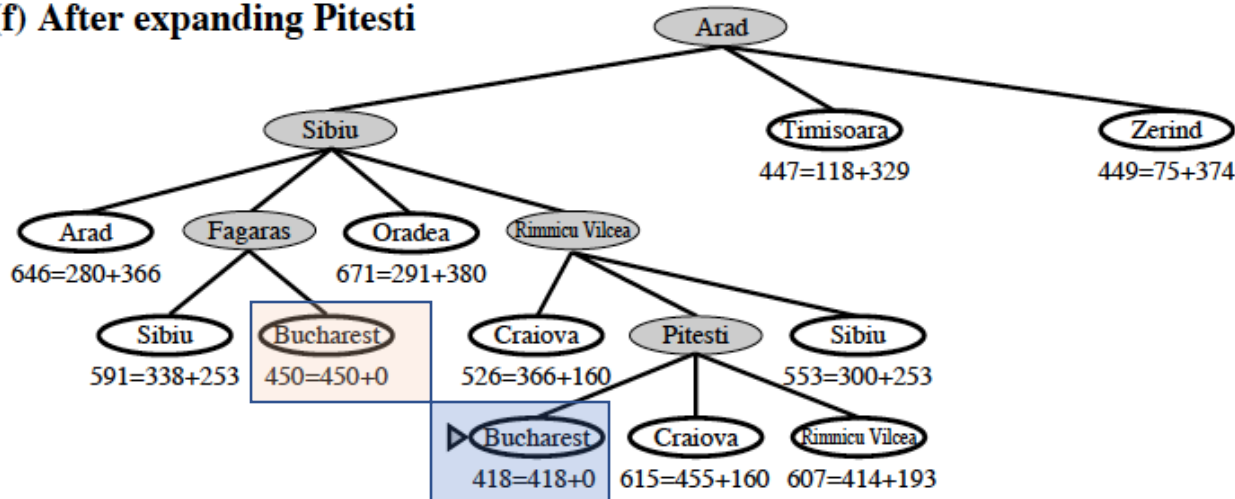 f) After expanding Pitesti
Arad
Sibiu
Timisoara
Zerind
447=118+329
449=75+374
Arad
Fagaras
Oradea
Rimnicu Vilcea
646=280+366
671=291+380
Sibiu
Bucharest
Craiova
Pitesti
Sibiu
591=338+253
450=450+0
526=366+160
553=300+253
Bucharest
Craiova
Rimnicu Vilcea
418=418+0
615=455+160
607=414+193